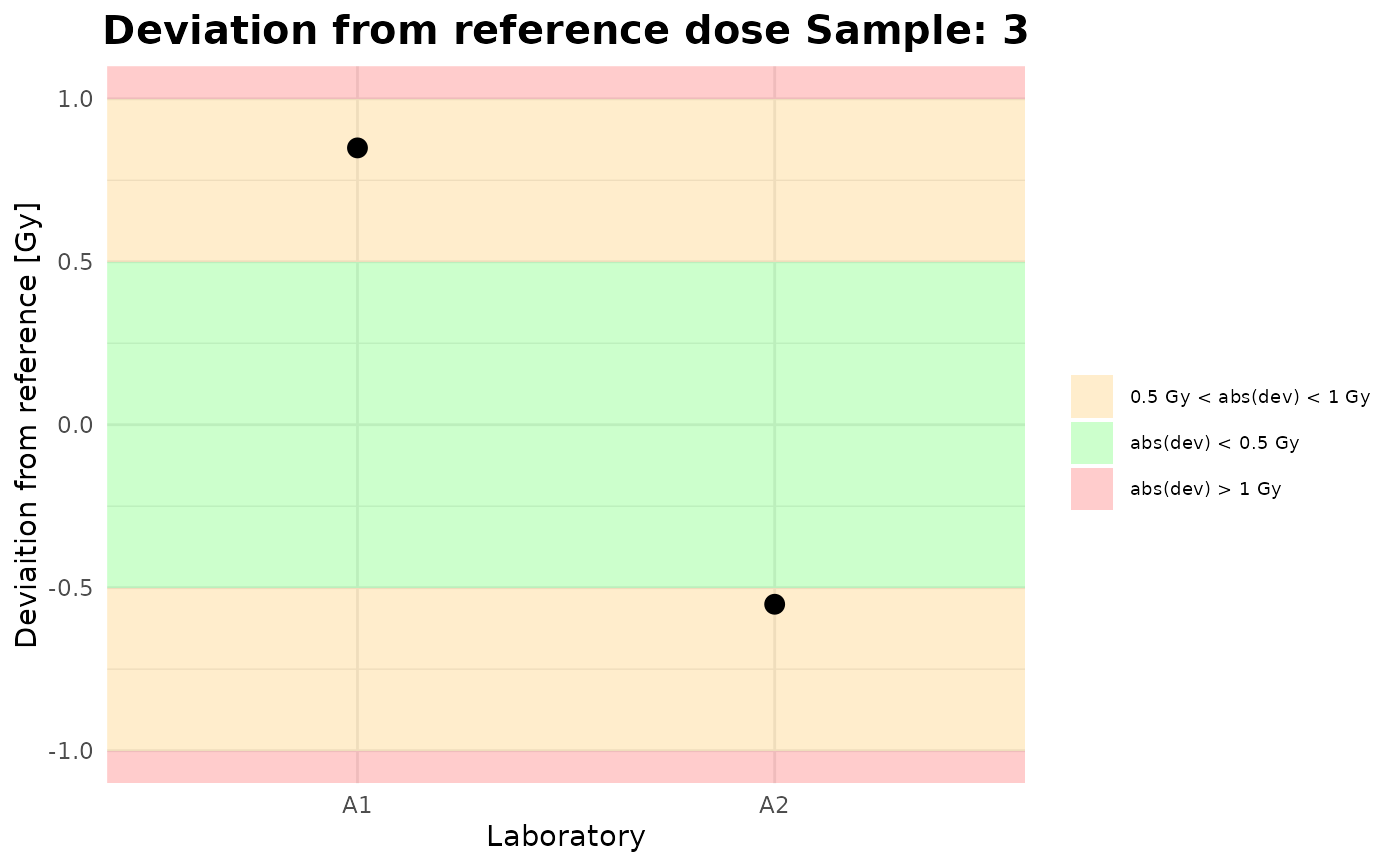 Deviation from reference dose Sample: 3
Deviaition from reference [Gy]
1.0
0.5
0.0
-0.5
-1.0
A1
A2
Laboratory
0.5 Gy < abs(dev) < 1 Gy
abs(dev) < 0.5 Gy
abs(dev) > 1 Gy